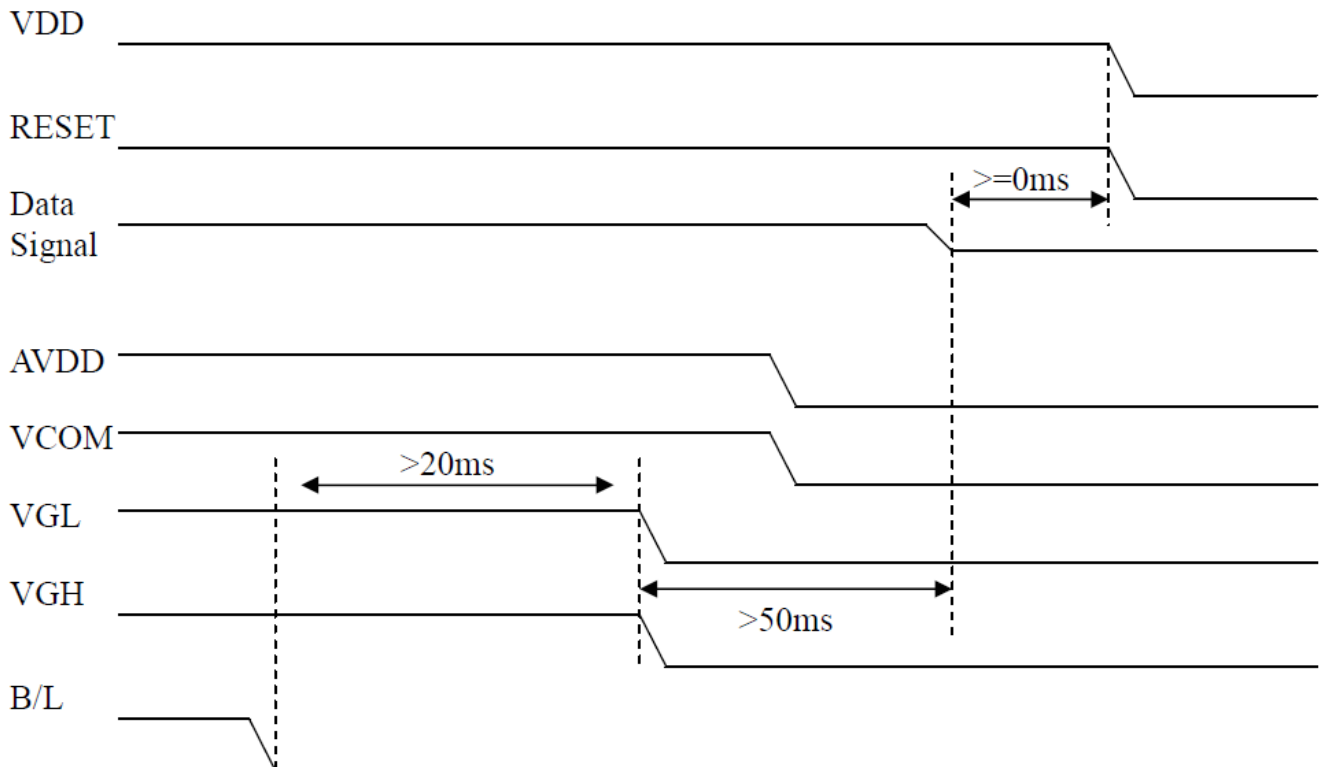 VDD
RESET
>=0ms
Data
Signal
AVDD
VCOM
>20ms
VGL
VGH
>50ms
B/L